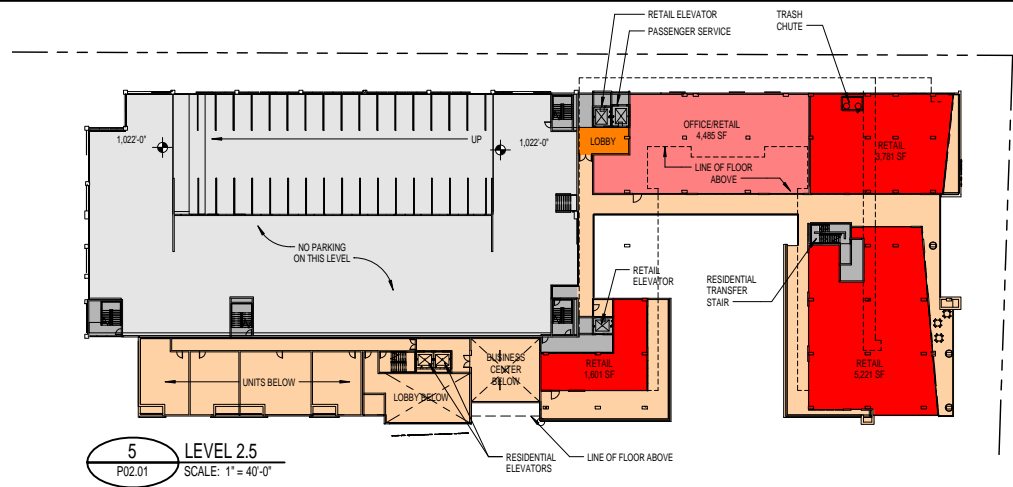 RETAIL ELEVATOR
PASSENGER SERVICE
TRASH
CHUTE
1,022'-0"
UP
1,022'-0"
LOBBY
OFFICE/RETAIL
4,485 SF
LINE OF FLOOR
ABOVE
RETAIL
3,781 SF
NO PARKING
ON THIS LEVEL
RETAIL
ELEVATOR
RESIDENTIAL
TRANSFER
STAIR
UNITS BELOW
LOBBY BELOW
BUSINESS
CENTER
BELOW
RETAIL
1,601 SF
RETAIL
5,221 SF
5
P02.01
LEVEL 2.5
SCALE: 1" = 40'-0"
RESIDENTIAL
ELEVATORS
LINE OF FLOOR ABOVE